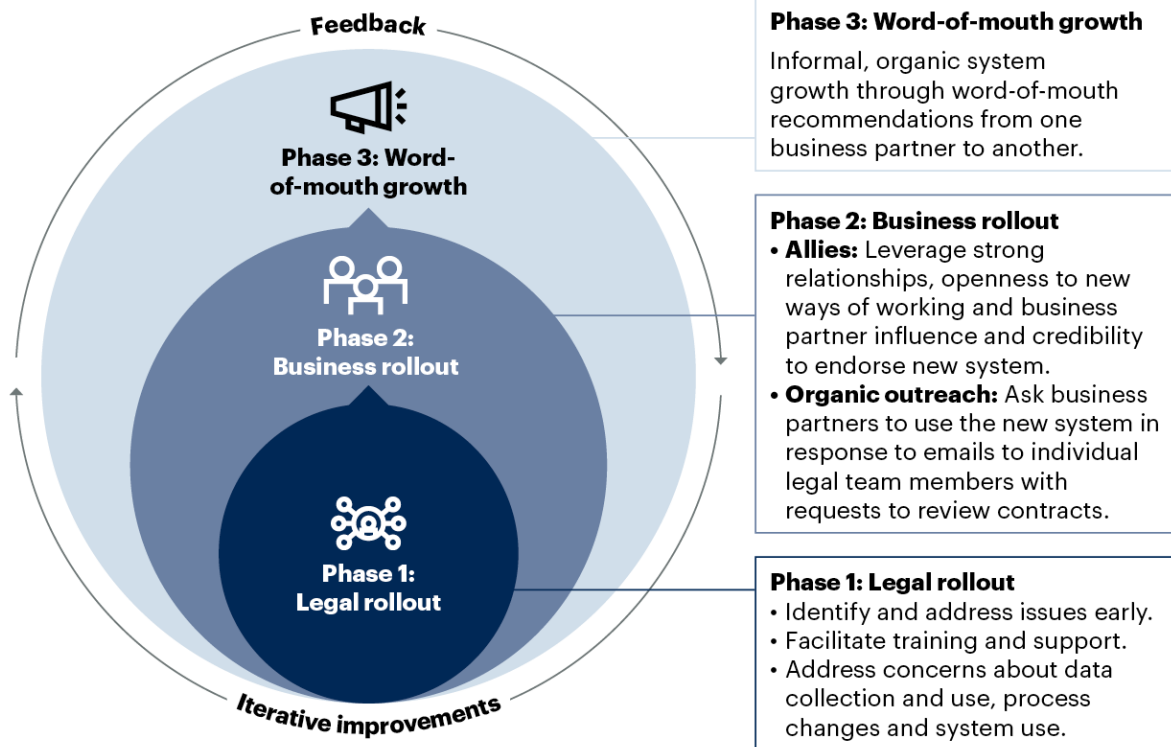 Feedback
Phase 3: Word-
of-mouth growth
Phase 2:
Business rollout
Phase 1:
Legal rollout
Iterative improvements
Phase 3: Word-of-mouth growth
Informal, organic system
growth through word-of-mouth
recommendations from one
business partner to another.
Phase 2: Business rollout
• Allies: Leverage strong
relationships, openness to new
ways of working and business
partner influence and credibility
to endorse new system.
• Organic outreach: Ask business
partners to use the new system in
response to emails to individual
legal team members with
requests to review contracts.
Phase 1: Legal rollout
• Identify and address issues early.
• Facilitate training and support.
• Address concerns about data
collection and use, process
changes and system use.